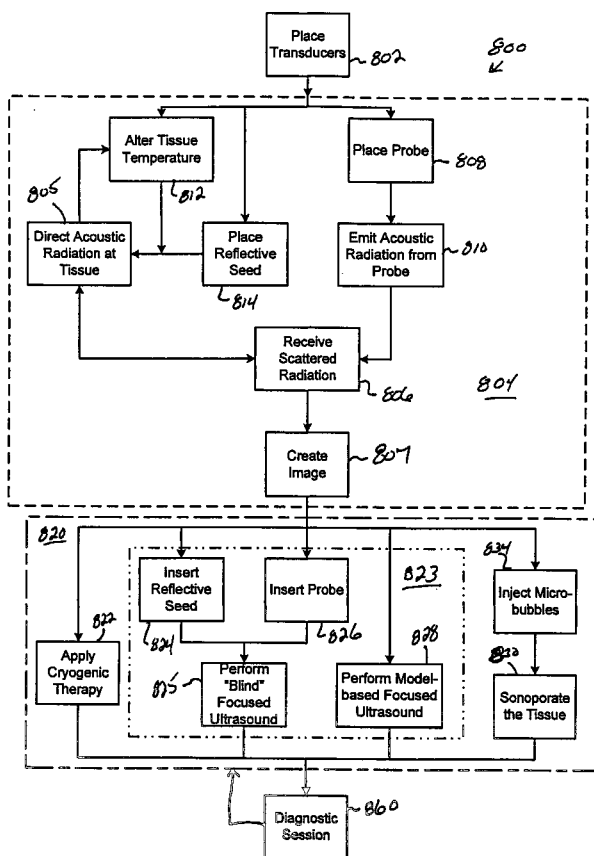 Place
Transducers
802
800
Alter Tissue
Temperature
812
Place Probe
808
805
Direct Acoustic
Radiation at
Tissue
Place
Reflective
Seed
814
Emit Acoustic
Radiation from
Probe
810
Receive
Scattered
Radiation
806
804
Create
Image
807
820
Insert
Reflective
Seed
824
Insert Probe
826
823
834
Inject Micro-
bubbles
822
Apply
Cryogenic
Therapy
825
Perform
"Blind"
Focused
Ultrasound
828
Perform Model-
based Focused
Ultrasound
Sonoporate
the Tissue
Diagnostic
Session
860